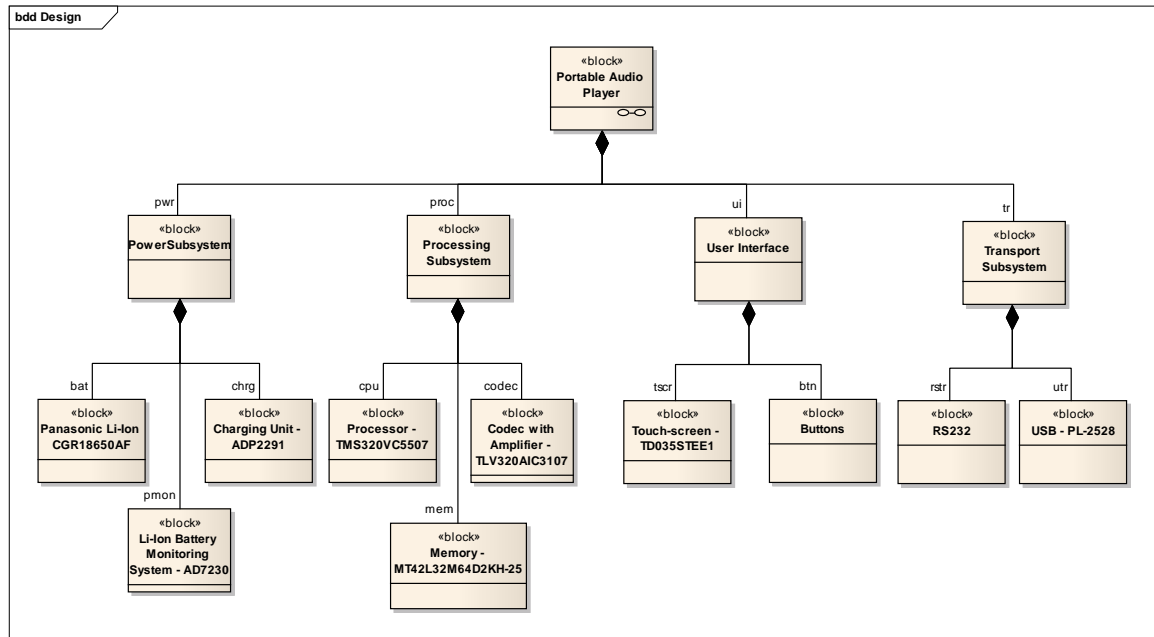 bdd Design
«block»
Portable Audio
Player
pwr
proc
ui
tr
«block»
PowerSubsystem
«block»
Processing
Subsystem
«block»
User Interface
«block»
Transport
Subsystem
bat
chrg
cpu
codec
tscr
btn
rstr
utr
«block»
Panasonic Li-Ion
CGR18650AF
«block»
Charging Unit -
ADP2291
«block»
Processor -
TMS320VC5507
«block»
Codec with
Amplifier -
TLV320AIC3107
«block»
Touch-screen -
TD035STEE1
«block»
Buttons
«block»
RS232
«block»
USB - PL-2528
pmon
mem
«block»
Li-Ion Battery
Monitoring
System - AD7230
«block»
Memory -
MT42L32M64D2KH-25